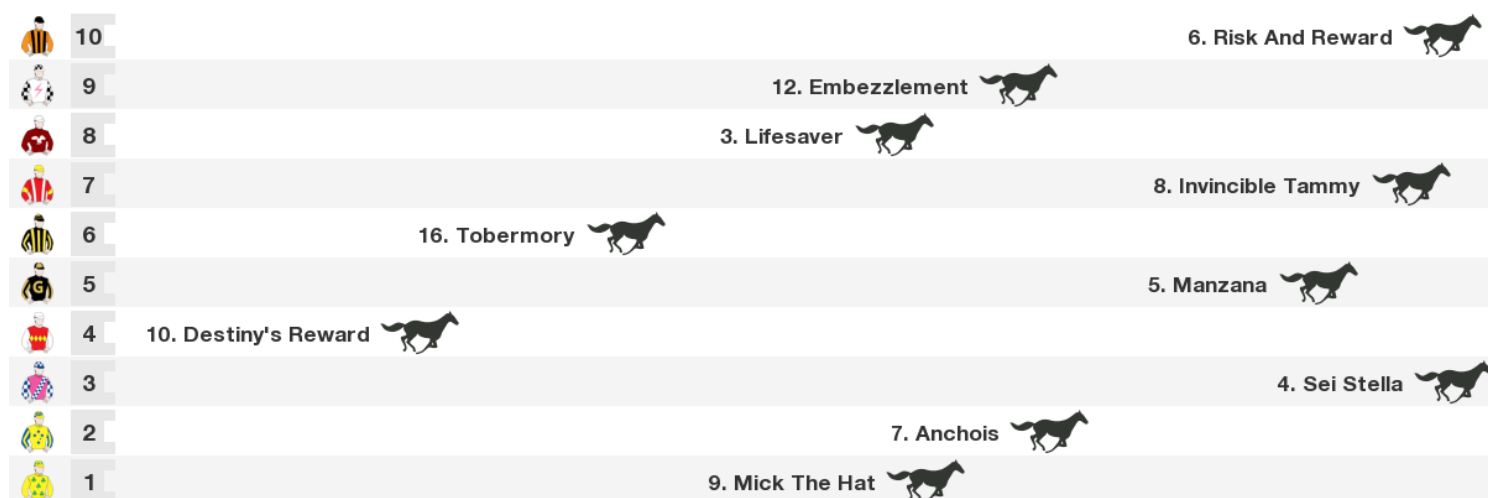 10 6. Risk And Reward
9 12. Embezzlement
8 3. Lifesaver
7 8. Invincible Tammy
6 16. Tobermory
G 5 5. Manzana
4 10. Destiny's Reward
3 4. Sei Stella
2 7. Anchois
1 9. Mick The Hat